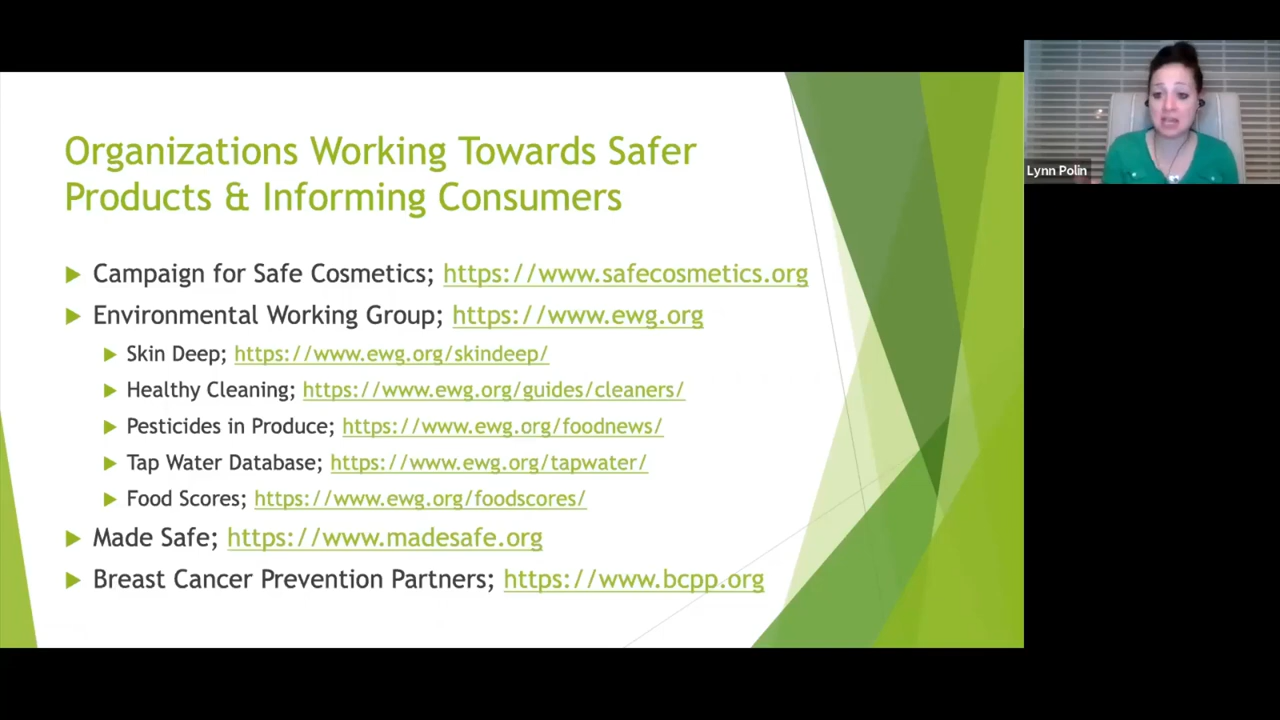 Organizations Working Towards Safer
Products & Informing Consumers
Campaign for Safe Cosmetics; https://www.safecosmetics.org
Environmental Working Group; https://www.ewg.org
Skin Deep; https://www.ewg.org/skindeep/
Healthy Cleaning; https://www.ewg.org/guides/cleaners/
Pesticides in Produce; https://www.ewg.org/foodnews/
Tap Water Database; https://www.ewg.org/tapwater/
Food Scores; https://www.ewg.org/foodscores/
Made Safe; https://www.madesafe.org
Breast Cancer Prevention Partners; https://www.bcpp.org
Lynn Polin